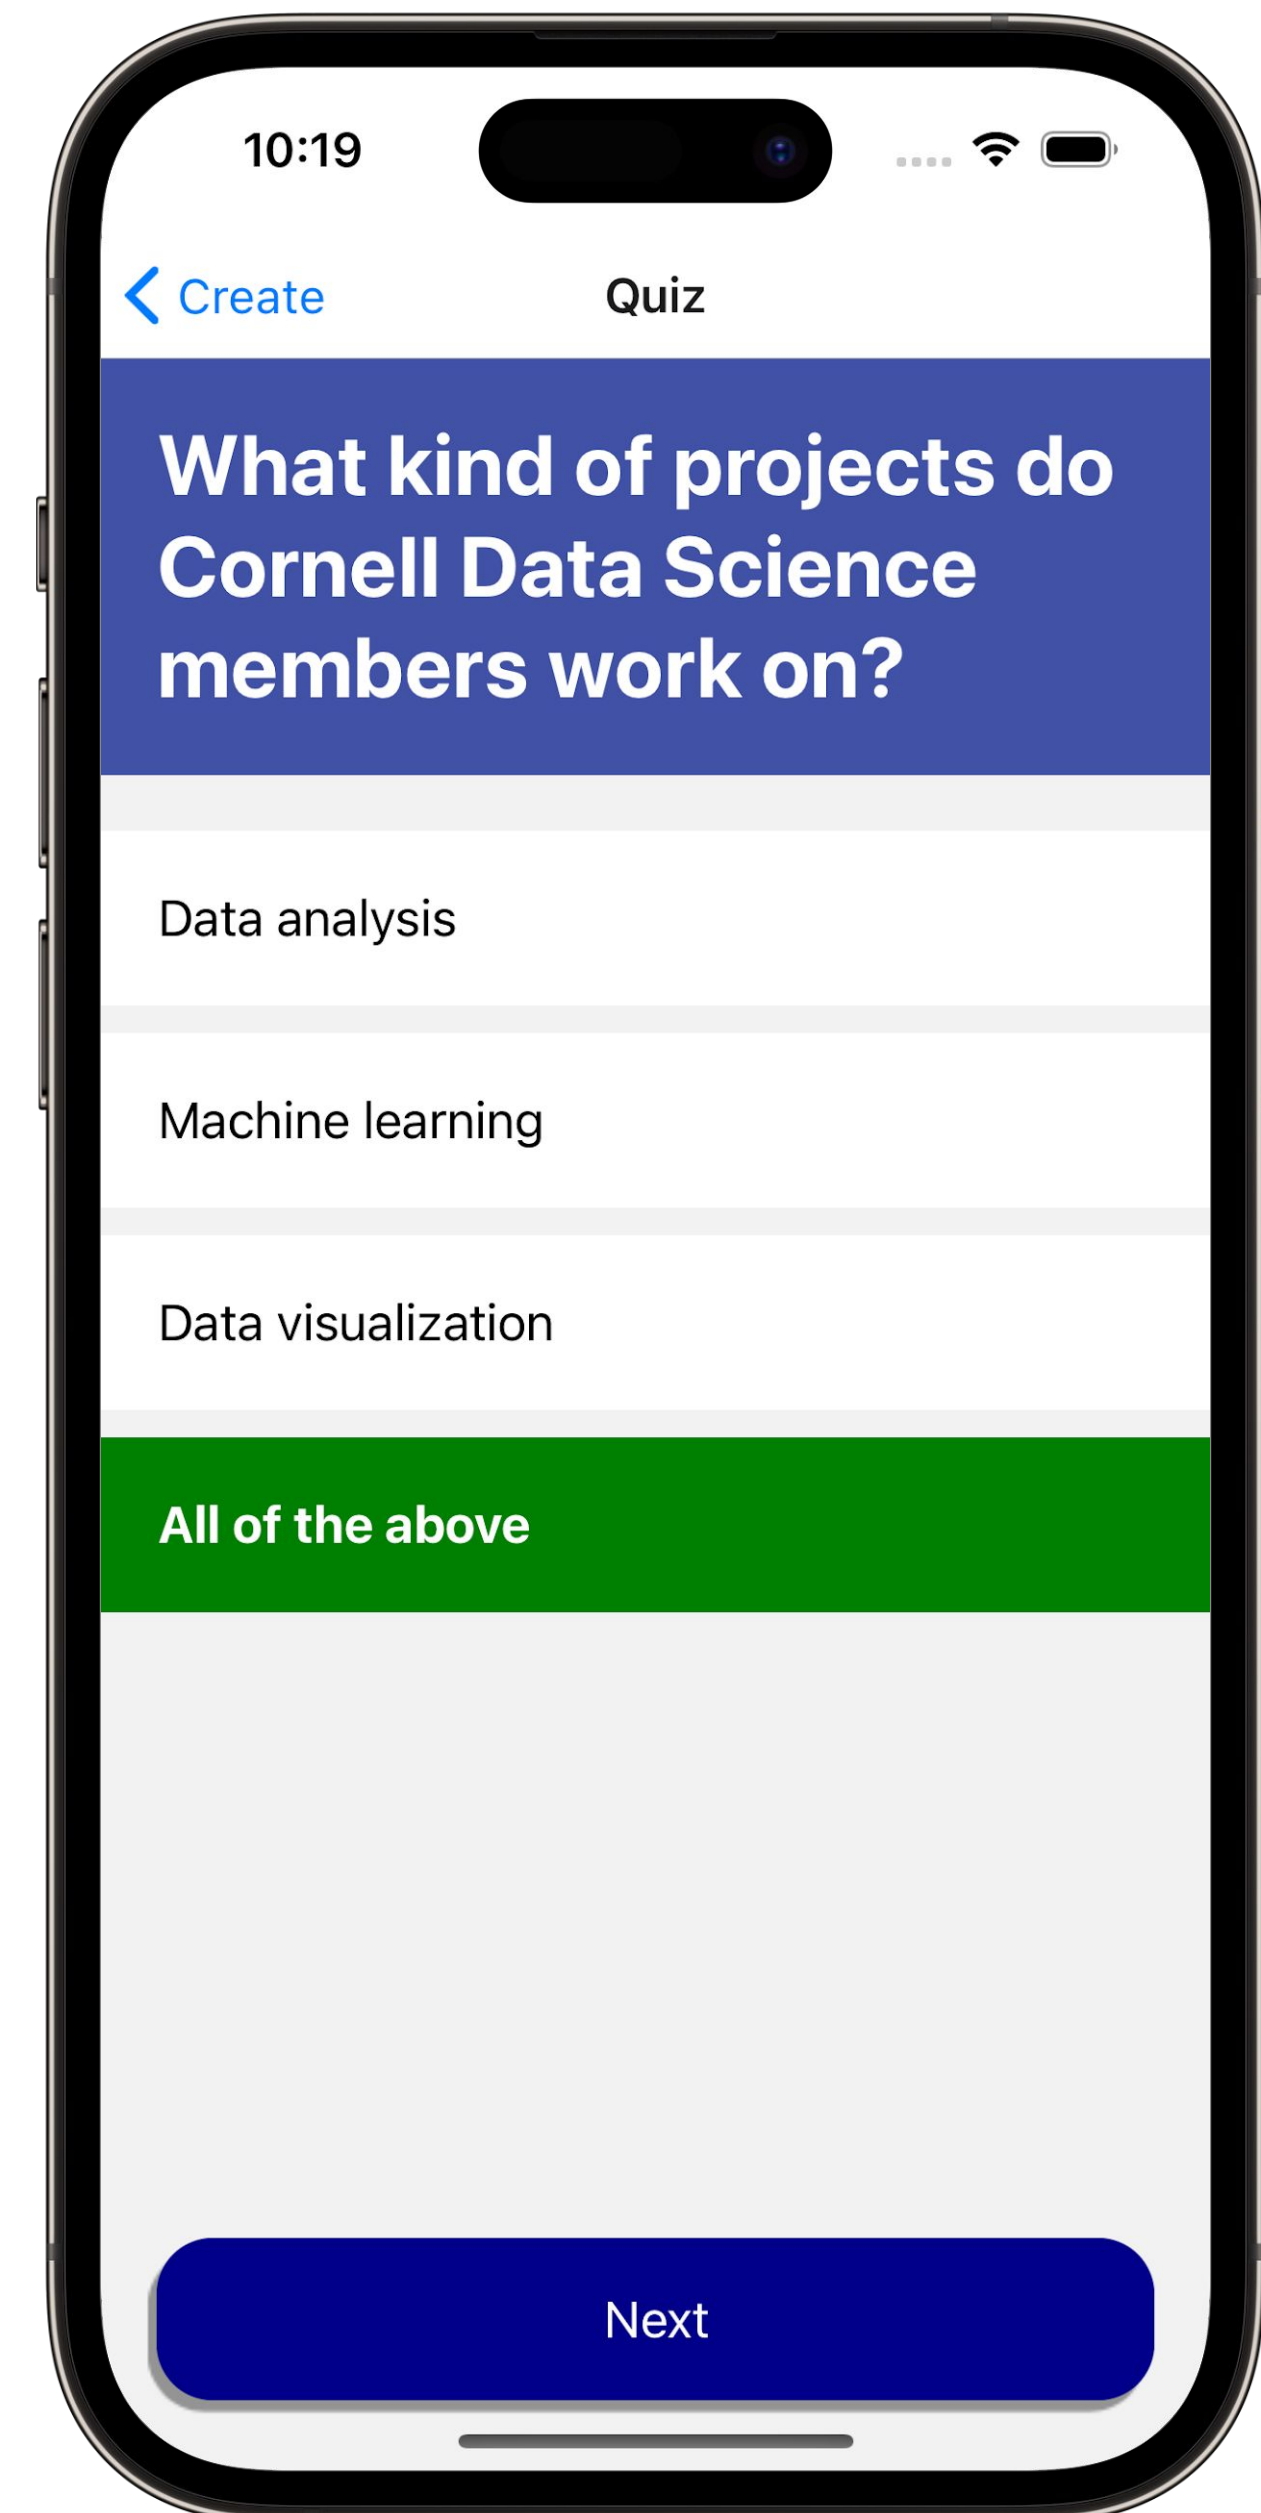 10:19
Create
Quiz
What kind of projects do
Cornell Data Science
members work on?
Data analysis
Machine learning
Data visualization
All of the above
Next